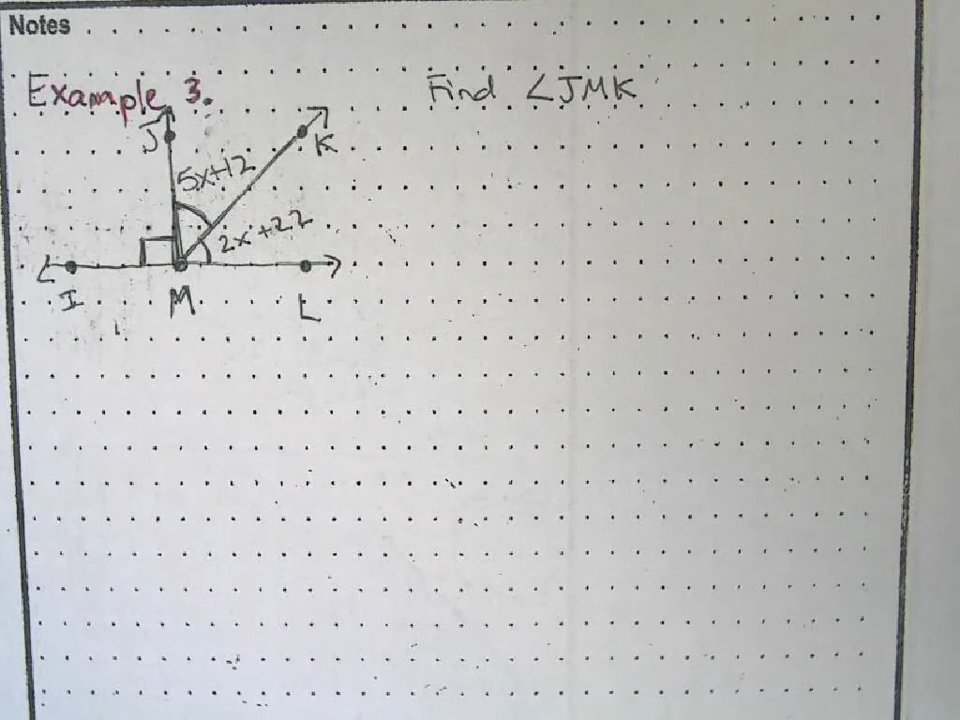 Notes
Example 3.
Find ∠JMK
J
K
5x+12
2x+22
I
M
L